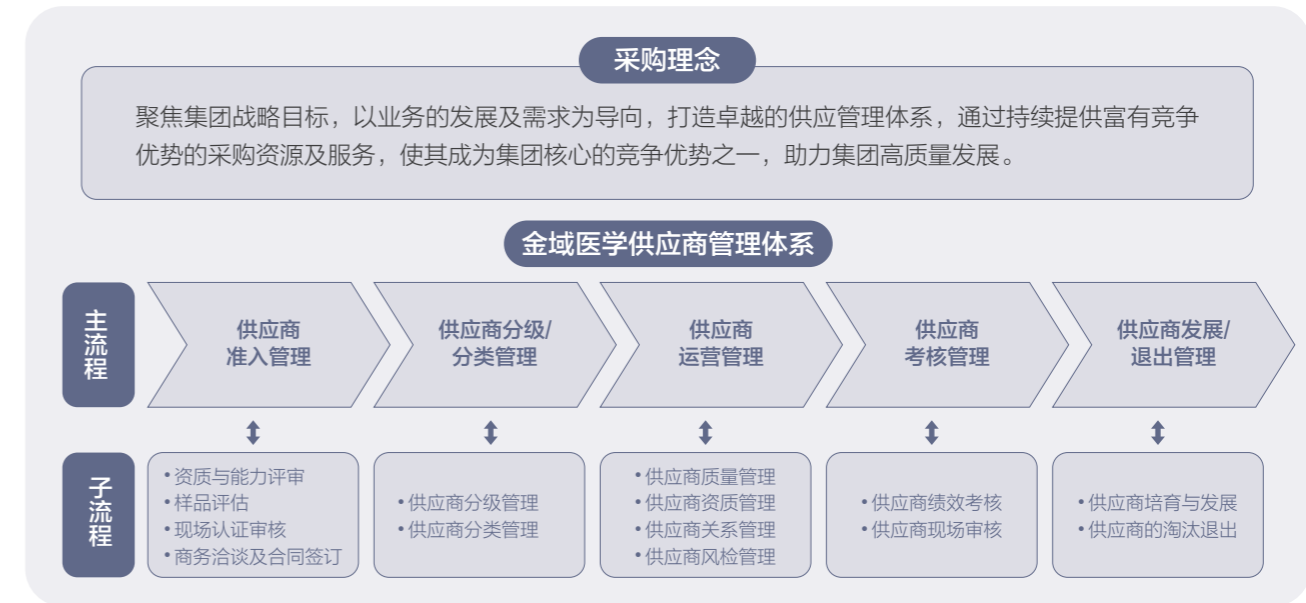 采购理念
聚焦集团战略目标，以业务的发展及需求为导向，打造卓越的供应管理体系，通过持续提供富有竞争
优势的采购资源及服务，使其成为集团核心的竞争优势之一，助力集团高质量发展。
金域医学供应商管理体系
主流程
供应商
准入管理
供应商分级/
分类管理
供应商
运营管理
供应商
考核管理
供应商发展/
退出管理
子流程
•资质与能力评审
•样品评估
•现场认证审核
•商务洽谈及合同签订
•供应商分级管理
•供应商分类管理
•供应商质量管理
•供应商资质管理
•供应商关系管理
•供应商风检管理
•供应商绩效考核
•供应商现场审核
•供应商培育与发展
•供应商的淘汰退出